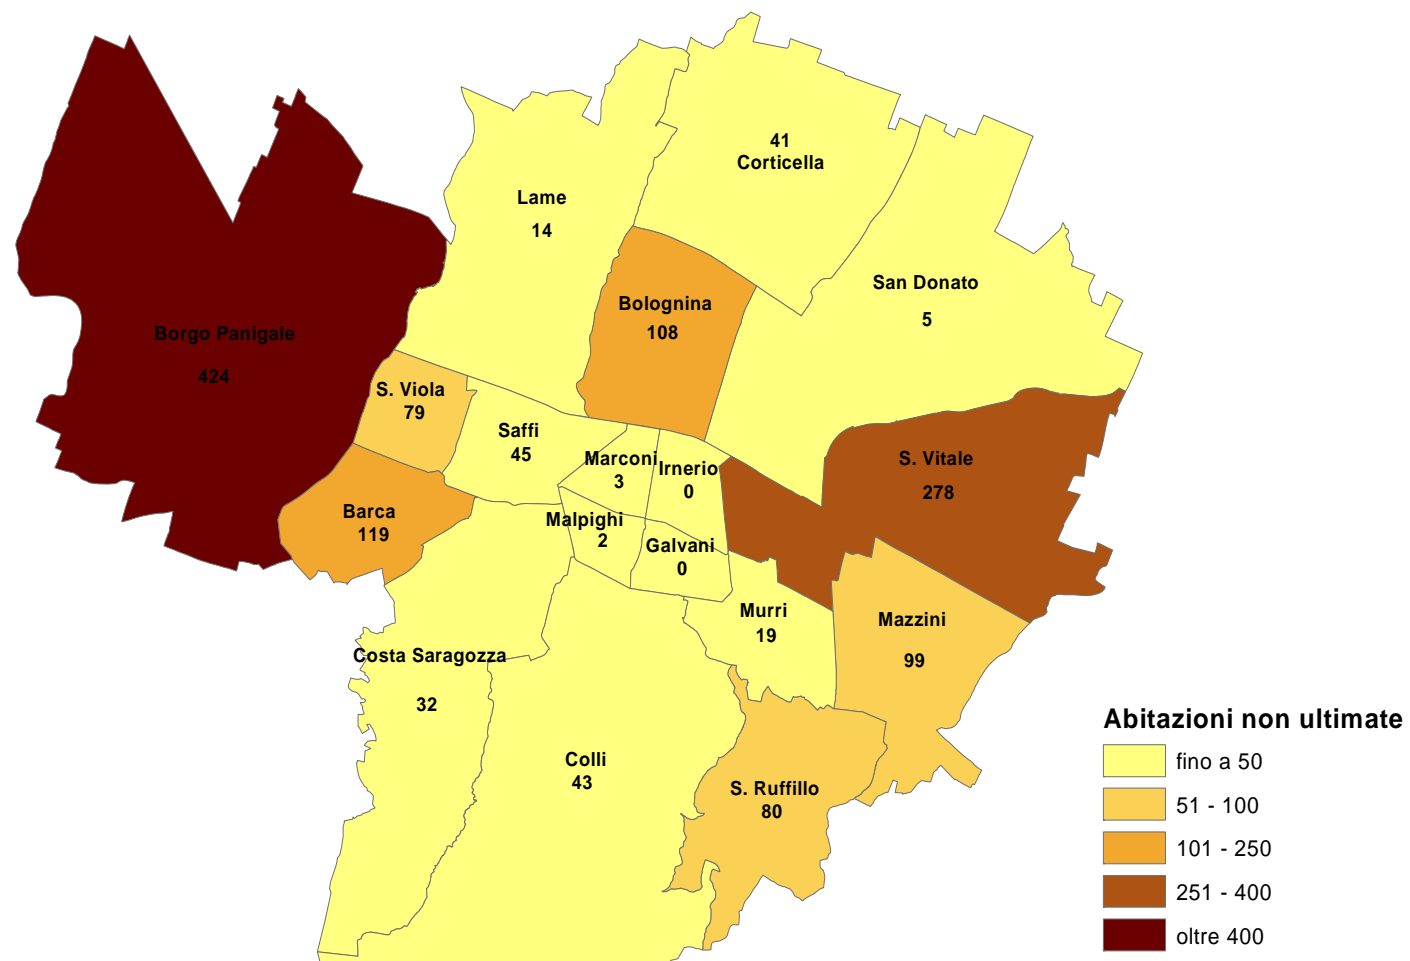 41
Corticella
Lame
14
San Donato
5
Bolognina
108
Borgo Panigale
424
S. Viola
79
Saffi
45
Marconi
3
Irnerio
0
S. Vitale
278
Barca
119
Malpighi
2
Galvani
0
Murri
19
Mazzini
99
Costa Saragozza
32
Colli
43
S. Ruffillo
80
Abitazioni non ultimate
fino a 50
51 - 100
101 - 250
251 - 400
oltre 400